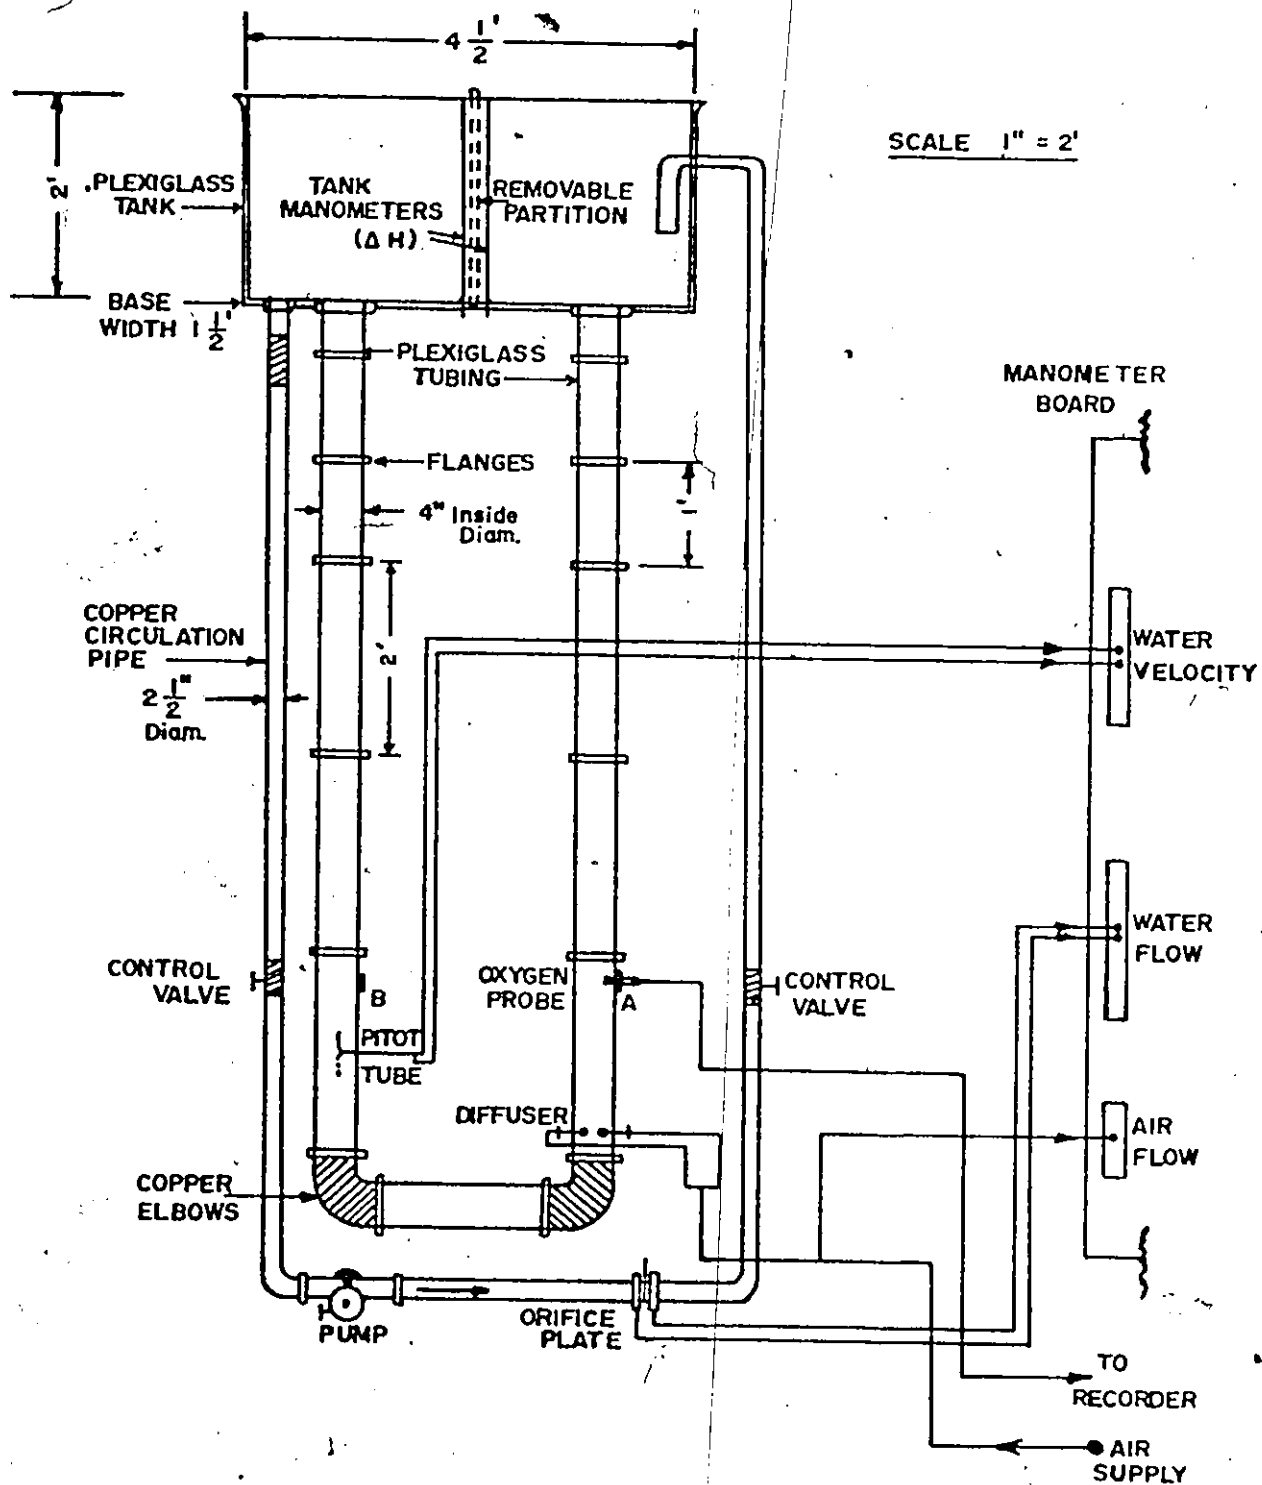 4 1/2'
SCALE 1" = 2'
2'
PLEXIGLASS
TANK
TANK
MANOMETERS
(Δ H)
REMOVABLE
PARTITION
BASE
WIDTH 1 1/2'
PLEXIGLASS
TUBING
MANOMETER
BOARD
FLANGES
4" Inside
Diam.
1'
COPPER
CIRCULATION
PIPE
2 1/2"
Diam.
2'
WATER
VELOCITY
WATER
FLOW
CONTROL
VALVE
B
OXYGEN
PROBE
A
CONTROL
VALVE
PITOT
TUBE
DIFFUSER
AIR
FLOW
COPPER
ELBOWS
PUMP
ORIFICE
PLATE
TO
RECORDER
AIR
SUPPLY